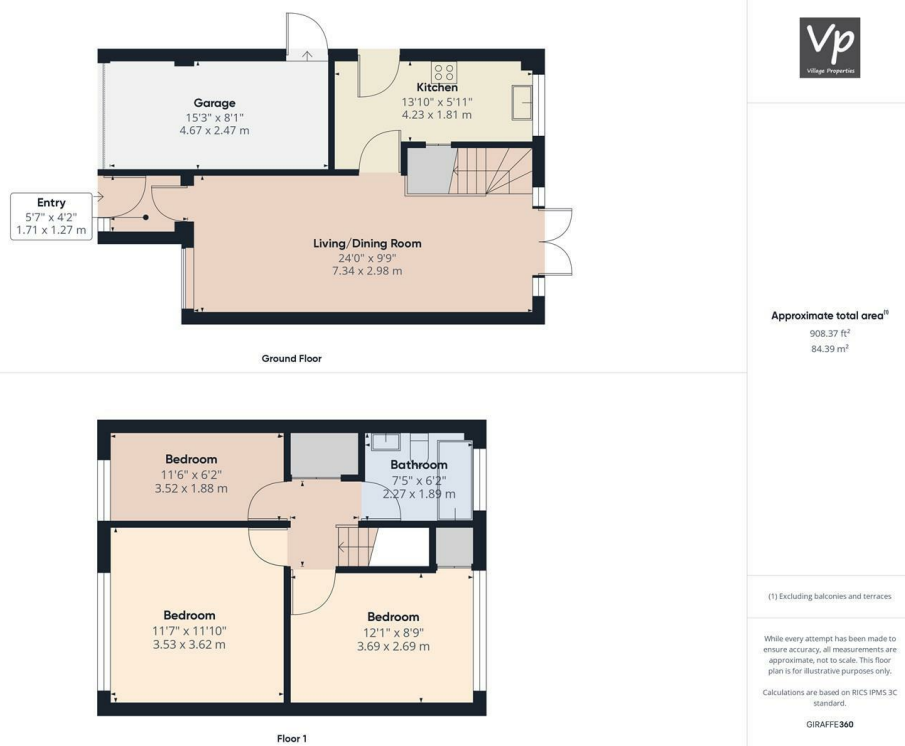 Garage
15'3" x 8'1"
4.67 x 2.47 m
Kitchen
13'10" x 5'11"
4.23 x 1.81 m
Entry
5'7" x 4'2"
1.71 x 1.27 m
Living/Dining Room
24'0" x 9'9"
7.34 x 2.98 m
Ground Floor
Bedroom
11'6" x 6'2"
3.52 x 1.88 m
Bathroom
7'5" x 6'2"
2.27 x 1.89 m
Bedroom
11'7" x 11'10"
3.53 x 3.62 m
Bedroom
12'1" x 8'9"
3.69 x 2.69 m
Floor 1
Vp
Village Properties
Approximate total area(1)
908.37 ft²
84.39 m²
(1) Excluding balconies and terraces
While every attempt has been made to
ensure accuracy, all measurements are
approximate, not to scale. This floor
plan is for illustrative purposes only.
Calculations are based on RICS IPMS 3C
standard.
GIRAFFE360